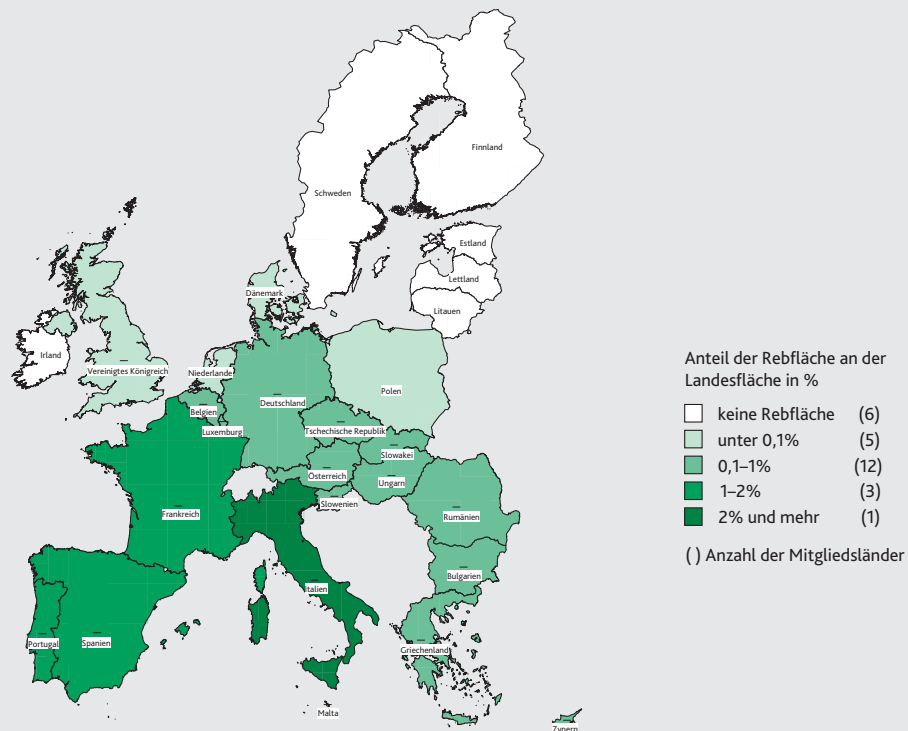 Finnland
Schweden
Estland
Lettland
Litauen
Dänemark
Irland
Vereinigtes Königreich
Niederlande
Polen
Deutschland
Belgien
Luxemburg
Tschechische Republik
Slowakei
Österreich
Ungarn
Slowenien
Frankreich
Rumänien
Bulgarien
Italien
Portugal
Spanien
Griechenland
Malta
Zypern
Anteil der Rebfläche an der
Landesfläche in %
keine Rebfläche (6)
unter 0,1% (5)
0,1–1% (12)
1–2% (3)
2% und mehr (1)
( ) Anzahl der Mitgliedsländer